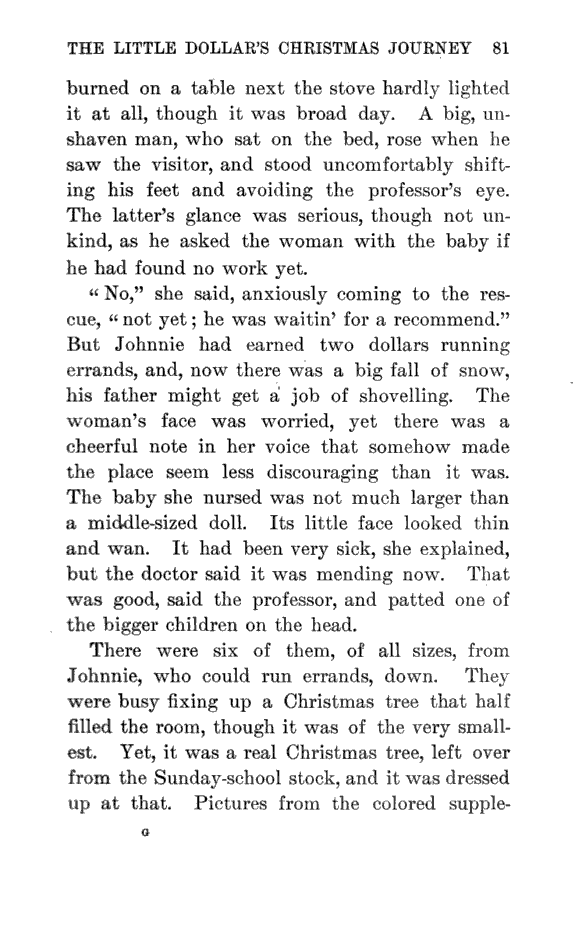 THE LITTLE DOLLAR'S CHRISTMAS JOURNEY 81
burned on a table next the stove hardly lighted
it at all, though it was broad day. A big, un-
shaven man, who sat on the bed, rose when he
saw the visitor, and stood uncomfortably shift-
ing his feet and avoiding the professor's eye.
The latter's glance was serious, though not un-
kind, as he asked the woman with the baby if
he had found no work yet.
"No," she said, anxiously coming to the res-
cue, "not yet; he was waitin' for a recommend."
But Johnnie had earned two dollars running
errands, and, now there was a big fall of snow,
his father might get a job of shovelling. The
woman's face was worried, yet there was a
cheerful note in her voice that somehow made
the place seem less discouraging than it was.
The baby she nursed was not much larger than
a middle-sized doll. Its little face looked thin
and wan. It had been very sick, she explained,
but the doctor said it was mending now. That
was good, said the professor, and patted one of
the bigger children on the head.
There were six of them, of all sizes, from
Johnnie, who could run errands, down. They
were busy fixing up a Christmas tree that half
filled the room, though it was of the very small-
est. Yet, it was a real Christmas tree, left over
from the Sunday-school stock, and it was dressed
up at that. Pictures from the colored supple-
G